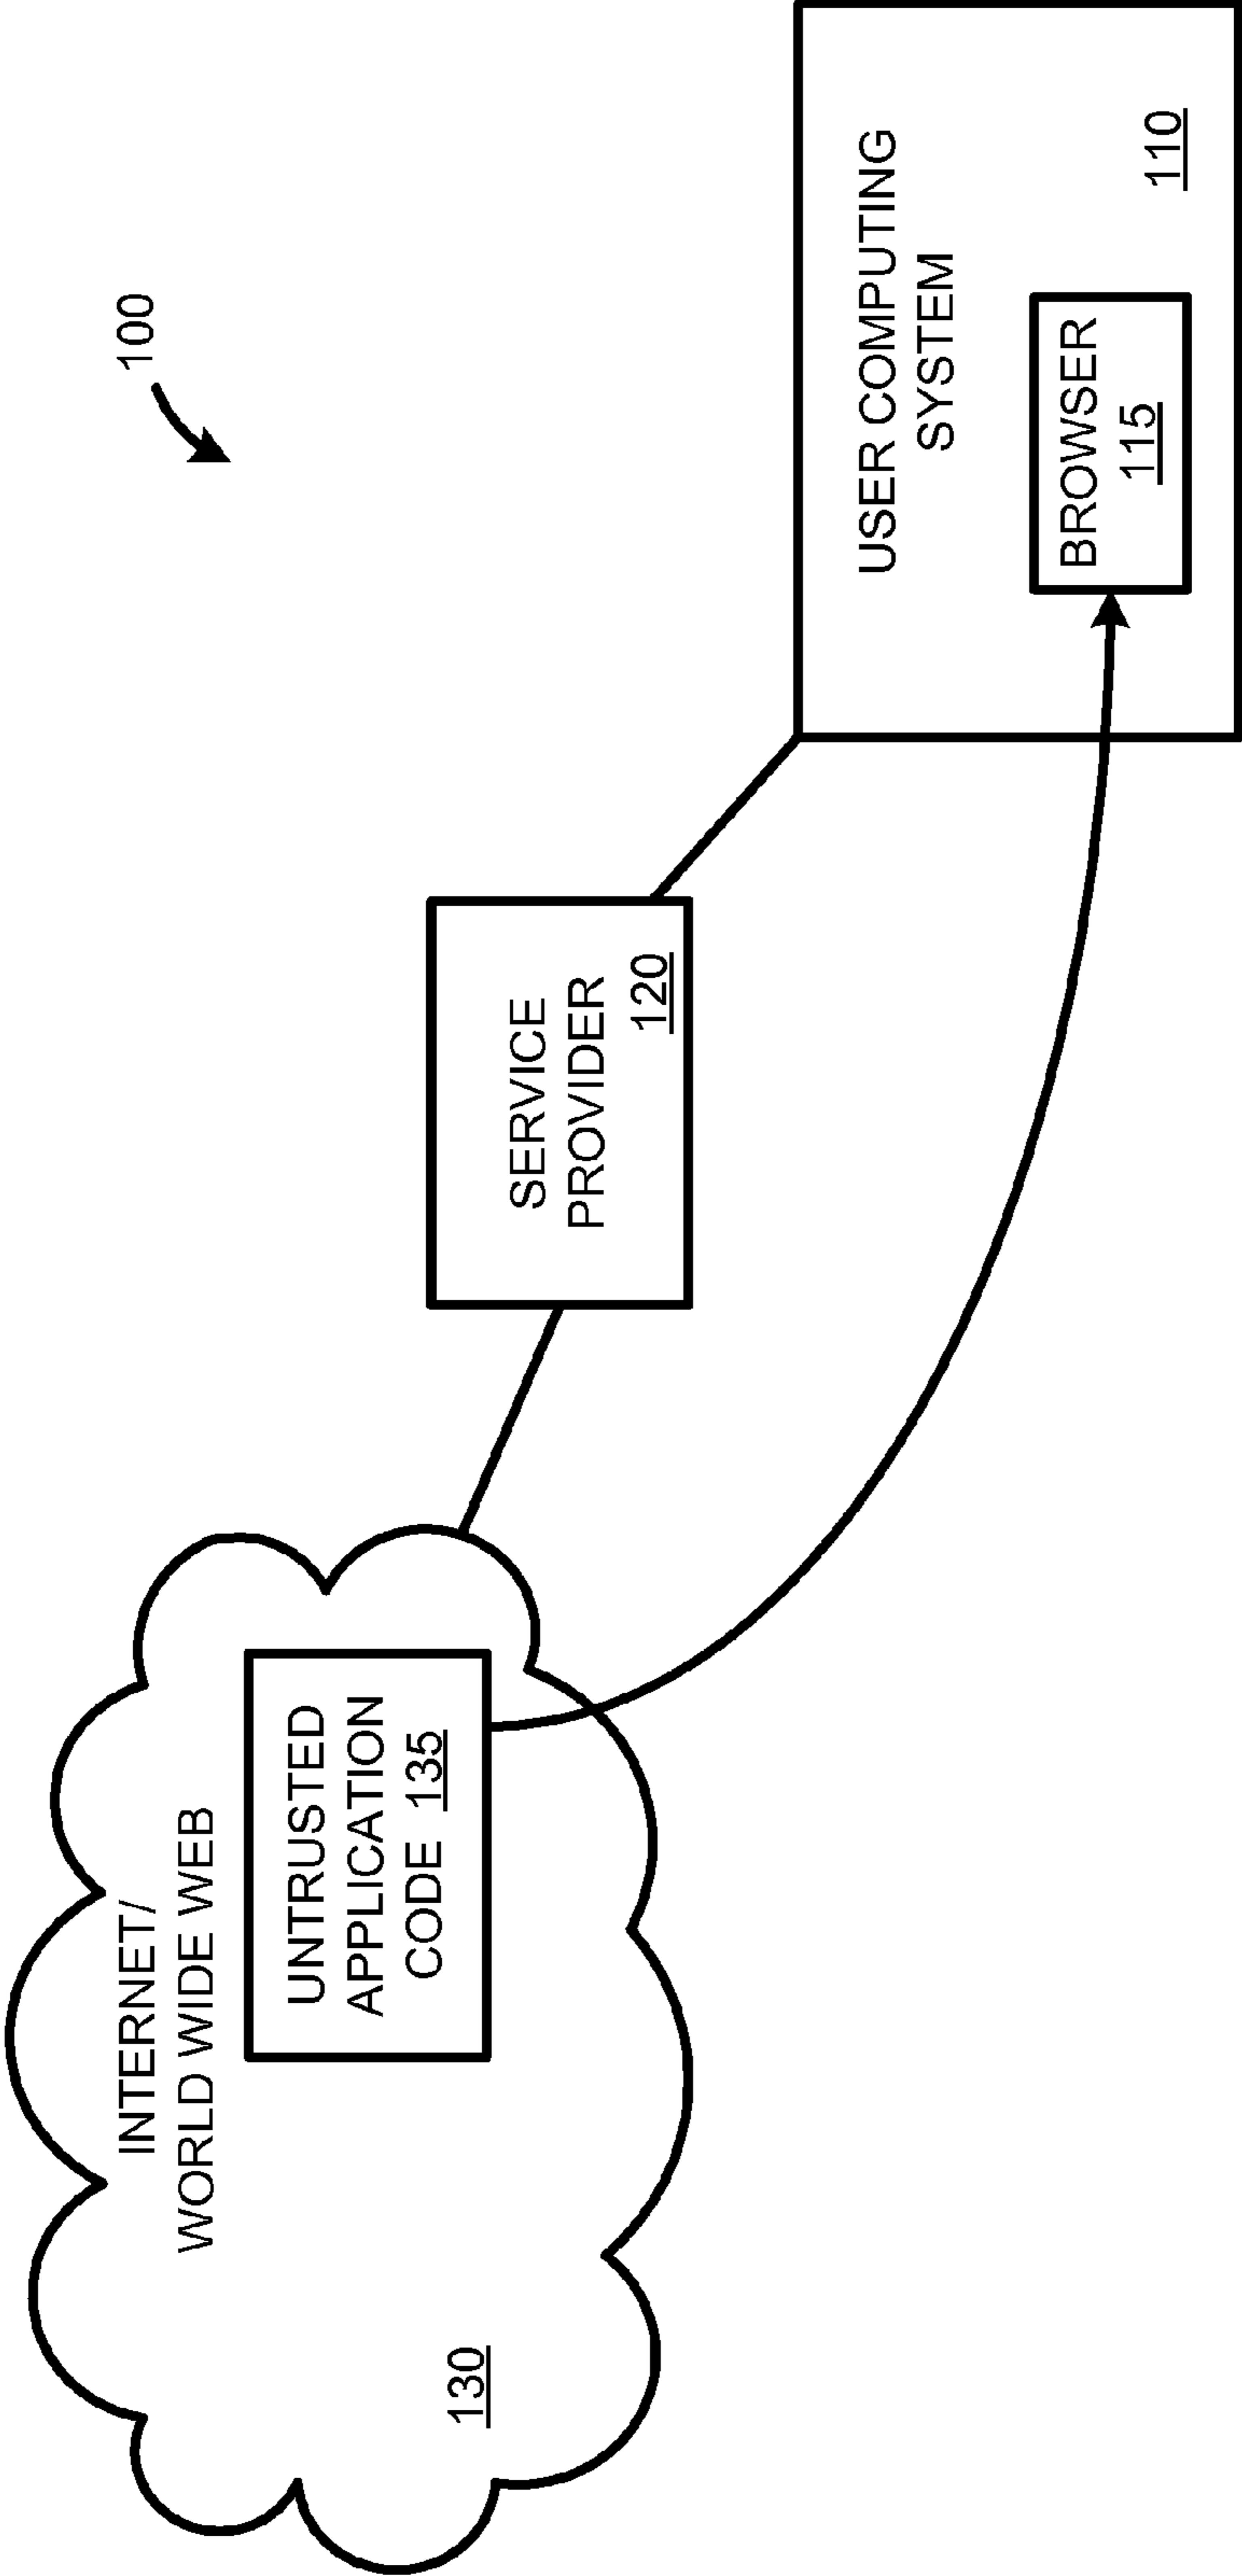 100
INTERNET/
WORLD WIDE WEB
UNTRUSTED
APPLICATION
CODE 135
130
SERVICE
PROVIDER
120
USER COMPUTING
SYSTEM
BROWSER
115
110